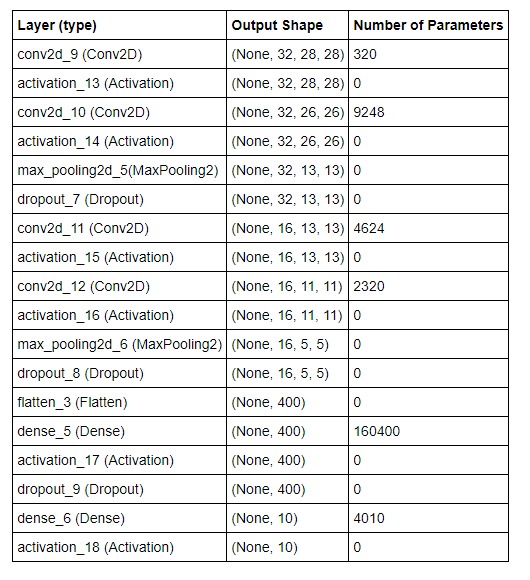 Layer (type) Output Shape Number of Parameters
conv2d_9 (Conv2D) (None, 32, 28, 28) 320
activation_13 (Activation) (None, 32, 28, 28) 0
conv2d_10 (Conv2D) (None, 32, 26, 26) 9248
activation_14 (Activation) (None, 32, 26, 26) 0
max_pooling2d_5(MaxPooling2) (None, 32, 13, 13) 0
dropout_7 (Dropout) (None, 32, 13, 13) 0
conv2d_11 (Conv2D) (None, 16, 13, 13) 4624
activation_15 (Activation) (None, 16, 13, 13) 0
conv2d_12 (Conv2D) (None, 16, 11, 11) 2320
activation_16 (Activation) (None, 16, 11, 11) 0
max_pooling2d_6 (MaxPooling2) (None, 16, 5, 5) 0
dropout_8 (Dropout) (None, 16, 5, 5) 0
flatten_3 (Flatten) (None, 400) 0
dense_5 (Dense) (None, 400) 160400
activation_17 (Activation) (None, 400) 0
dropout_9 (Dropout) (None, 400) 0
dense_6 (Dense) (None, 10) 4010
activation_18 (Activation) (None, 10) 0